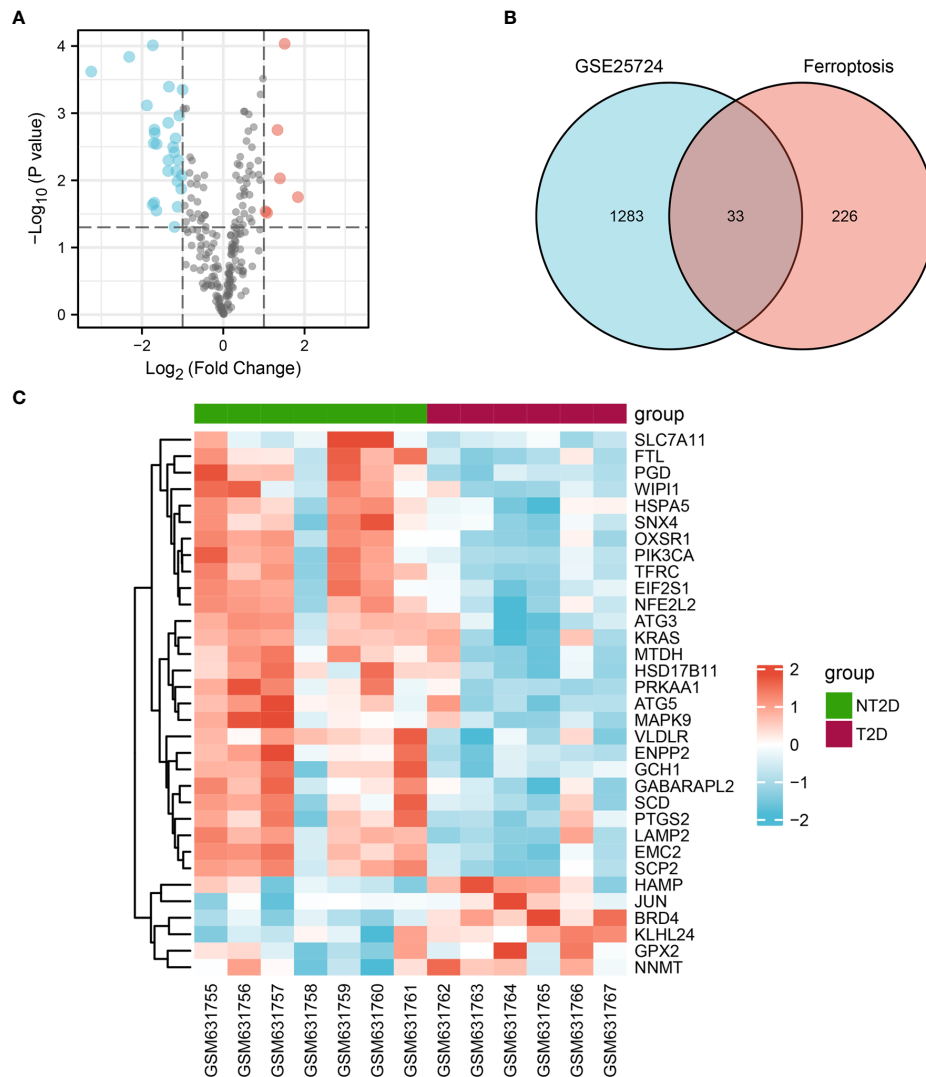 A
4
3
2
1
0
−2
0
2
−Log10 (P value)
Log2 (Fold Change)
B
GSE25724
Ferroptosis
1283
33
226
C
group
SLC7A11
FTL
PGD
WIPI1
HSPA5
SNX4
OXSR1
PIK3CA
TFRC
EIF2S1
NFE2L2
ATG3
KRAS
MTDH
HSD17B11
PRKAA1
ATG5
MAPK9
VLDLR
ENPP2
GCH1
GABARAPL2
SCD
PTGS2
LAMP2
EMC2
SCP2
HAMP
JUN
BRD4
KLHL24
GPX2
NNMT
2
1
0
−1
−2
group
NT2D
T2D
GSM631755
GSM631756
GSM631757
GSM631758
GSM631759
GSM631760
GSM631761
GSM631762
GSM631763
GSM631764
GSM631765
GSM631766
GSM631767